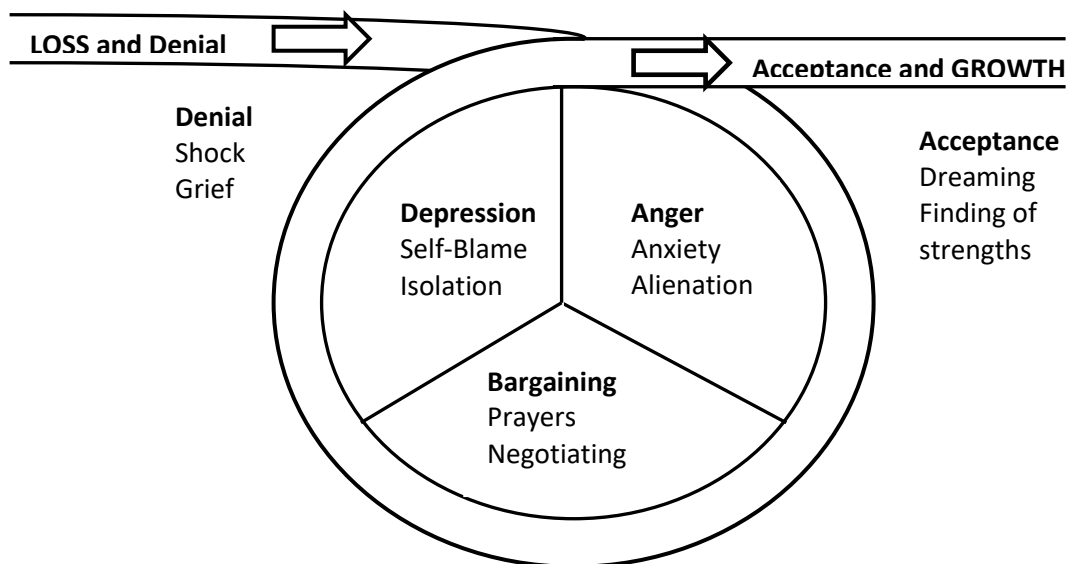 LOSS and Denial
Acceptance and GROWTH
Denial
Shock
Grief
Acceptance
Dreaming
Finding of
strengths
Depression
Self-Blame
Isolation
Anger
Anxiety
Alienation
Bargaining
Prayers
Negotiating